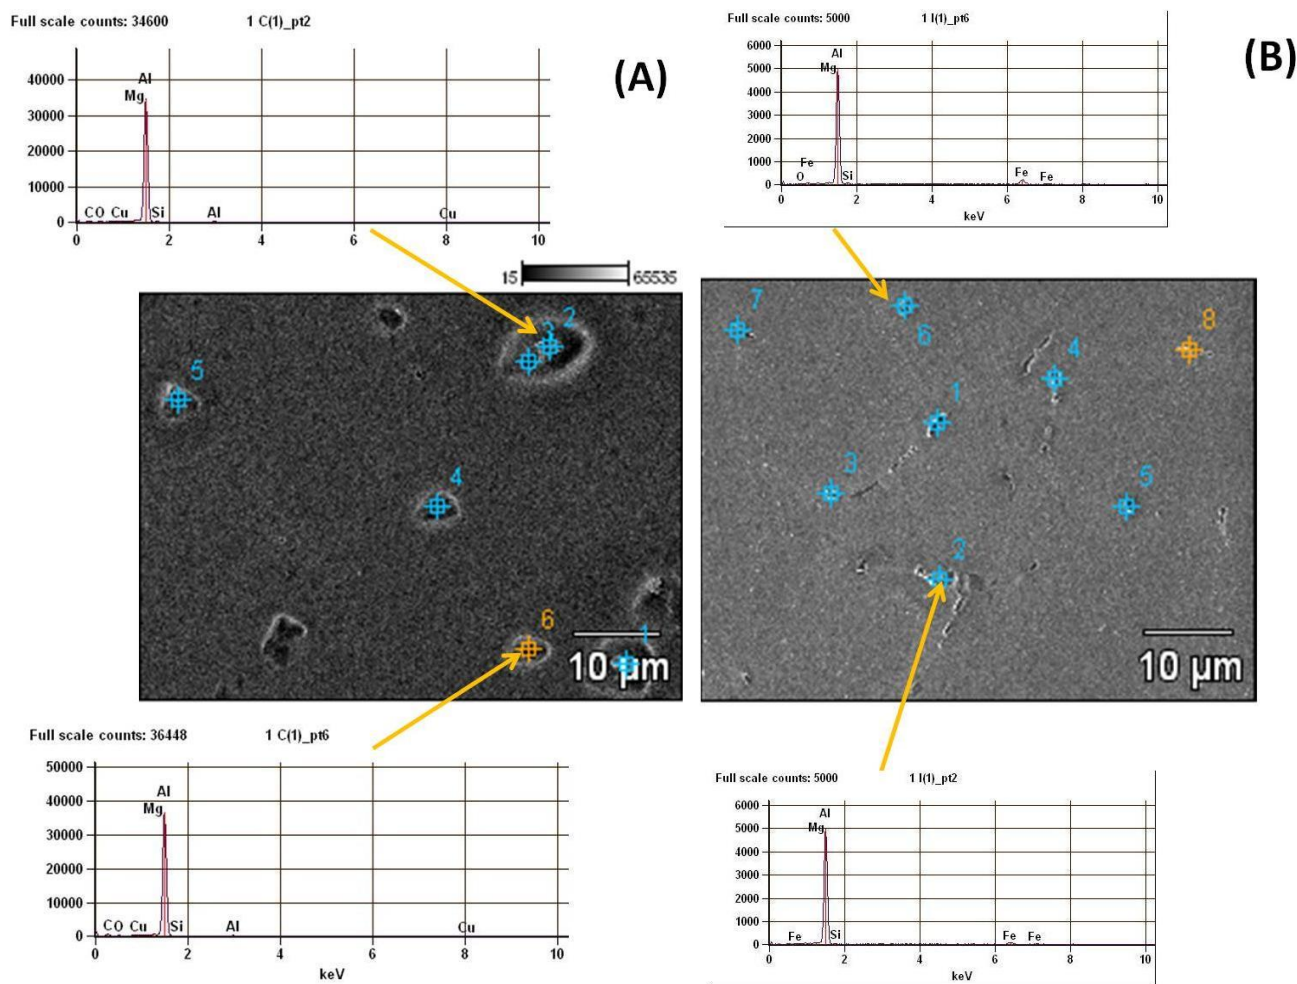 Full scale counts: 34600 1 C(1)_pt2
40000
30000
20000
10000
0
Al
Mg
C O Cu Si Al Cu
0 2 4 6 8 10
(A)
Full scale counts: 5000 1 I(1)_pt6
6000
5000
4000
3000
2000
1000
0
Al
Mg
Fe
O Si Fe Fe
0 2 4 6 8 10
keV
(B)
15 65535
2
3
5
4
6
1
10 µm
7
6
8
4
1
3
5
2
10 µm
Full scale counts: 36448 1 C(1)_pt6
50000
40000
30000
20000
10000
0
Al
Mg
C O Cu Si Al Cu
0 2 4 6 8 10
keV
Full scale counts: 5000 1 I(1)_pt2
6000
5000
4000
3000
2000
1000
0
Al
Mg
Fe Si Fe Fe
0 2 4 6 8 10
keV